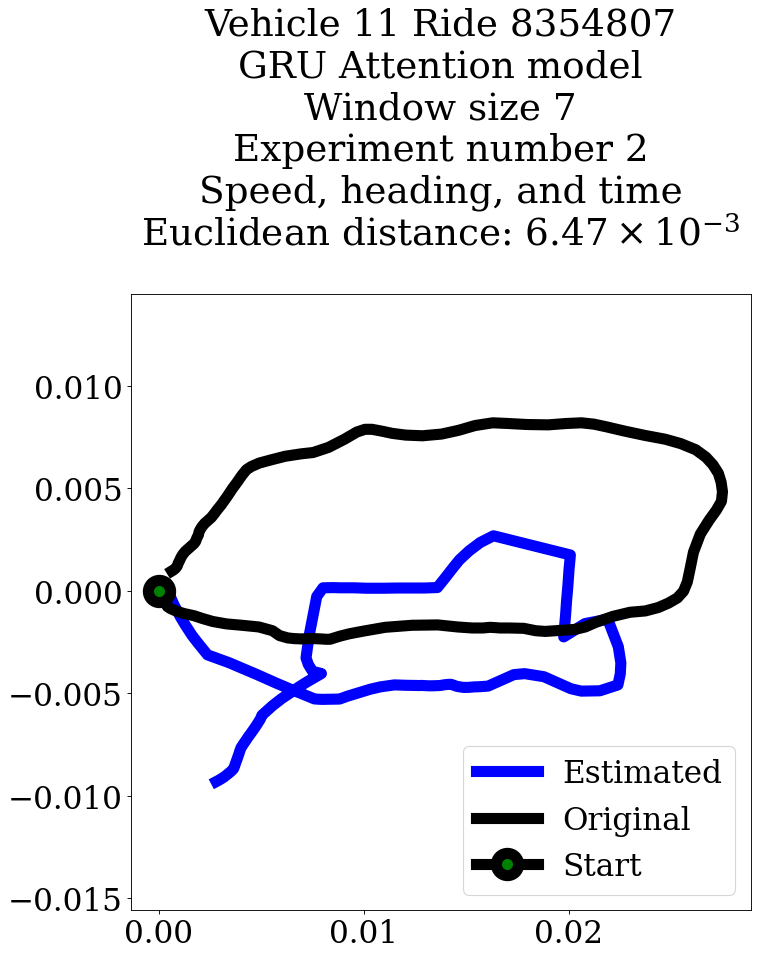 Vehicle 11 Ride 8354807
GRU Attention model
Window size 7
Experiment number 2
Speed, heading, and time
Euclidean distance: 6.47 × 10⁻³
0.010
0.005
0.000
−0.005
−0.010
−0.015
0.00
0.01
0.02
Estimated
Original
Start